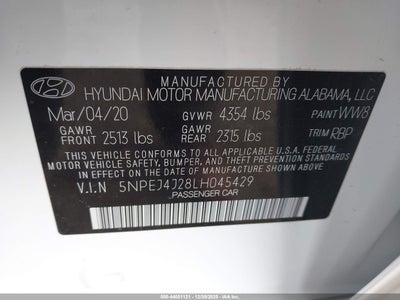 MANUFACTURED BY
HYUNDAI MOTOR MANUFACTURING ALABAMA, LLC
Mar/04/20 GVWR 4354 lbs PAINT WW8
GAWR FRONT 2513 lbs GAWR REAR 2315 lbs TRIM RBP
THIS VEHICLE CONFORMS TO ALL APPLICABLE U.S.A. FEDERAL
MOTOR VEHICLE SAFETY, BUMPER, AND THEFT PREVENTION STANDARDS
IN EFFECT ON THE DATE OF MANUFACTURE SHOWN ABOVE.
V.I.N 5NPEJ4J28LH045429
PASSENGER CAR